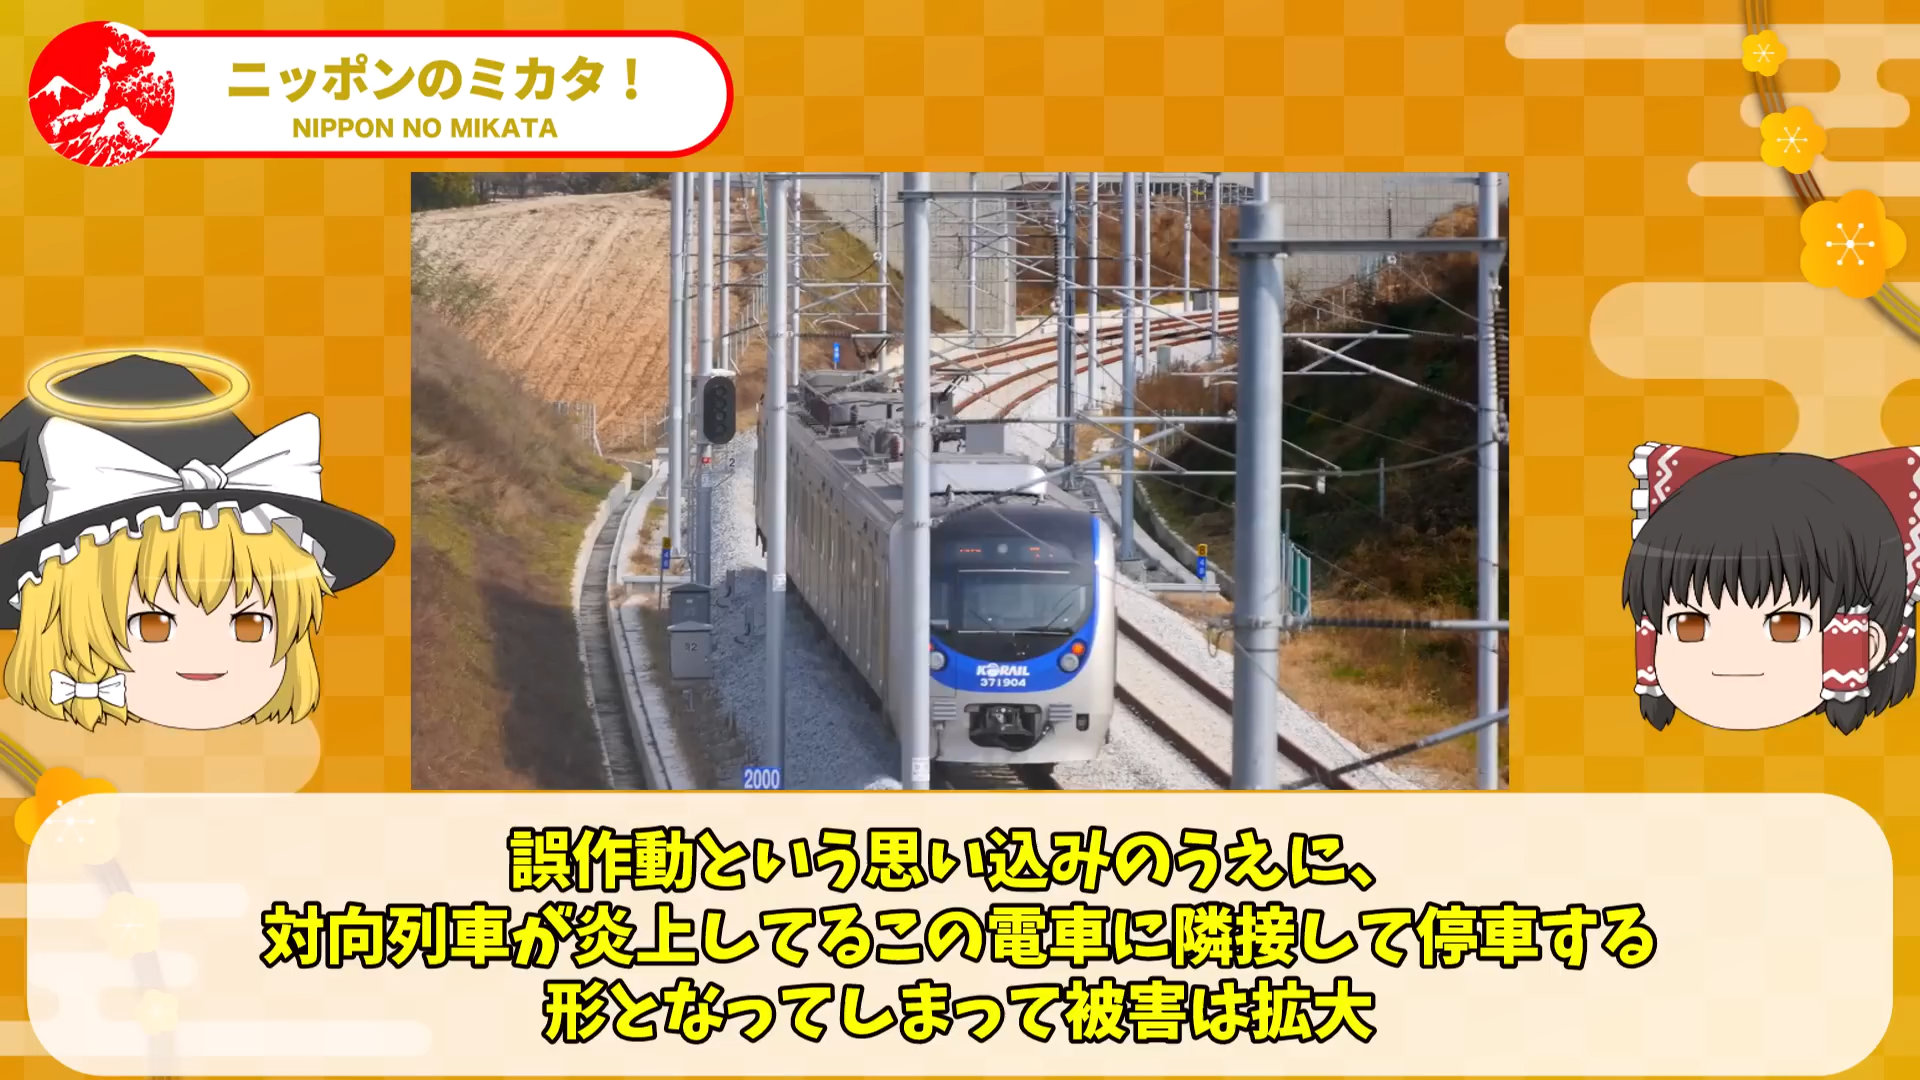 ニッポンのミカタ！
NIPPON NO MIKATA
2
32
KORAIL
371904
2000
誤作動という思い込みのうえに、
対向列車が炎上してるこの電車に隣接して停車する
形となってしまって被害は拡大